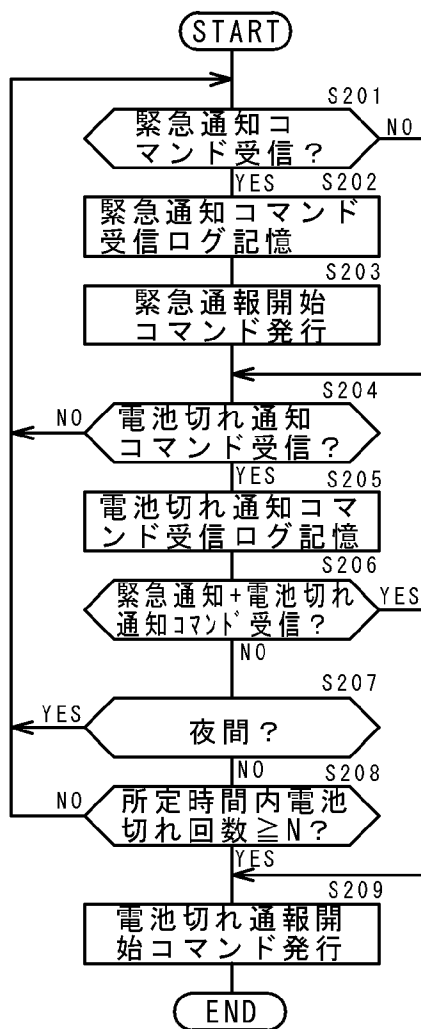 START
S201
緊急通知コ
マンド受信？
NO
YES
S202
緊急通知コマンド
受信ログ記憶
S203
緊急通報開始
コマンド発行
S204
NO
電池切れ通知
コマンド受信？
YES
S205
電池切れ通知コマ
ンド受信ログ記憶
S206
緊急通知+電池切れ
通知コマンド受信？
YES
NO
S207
YES
夜間？
NO
S208
NO
所定時間内電池
切れ回数≧N？
YES
S209
電池切れ通報開
始コマンド発行
END